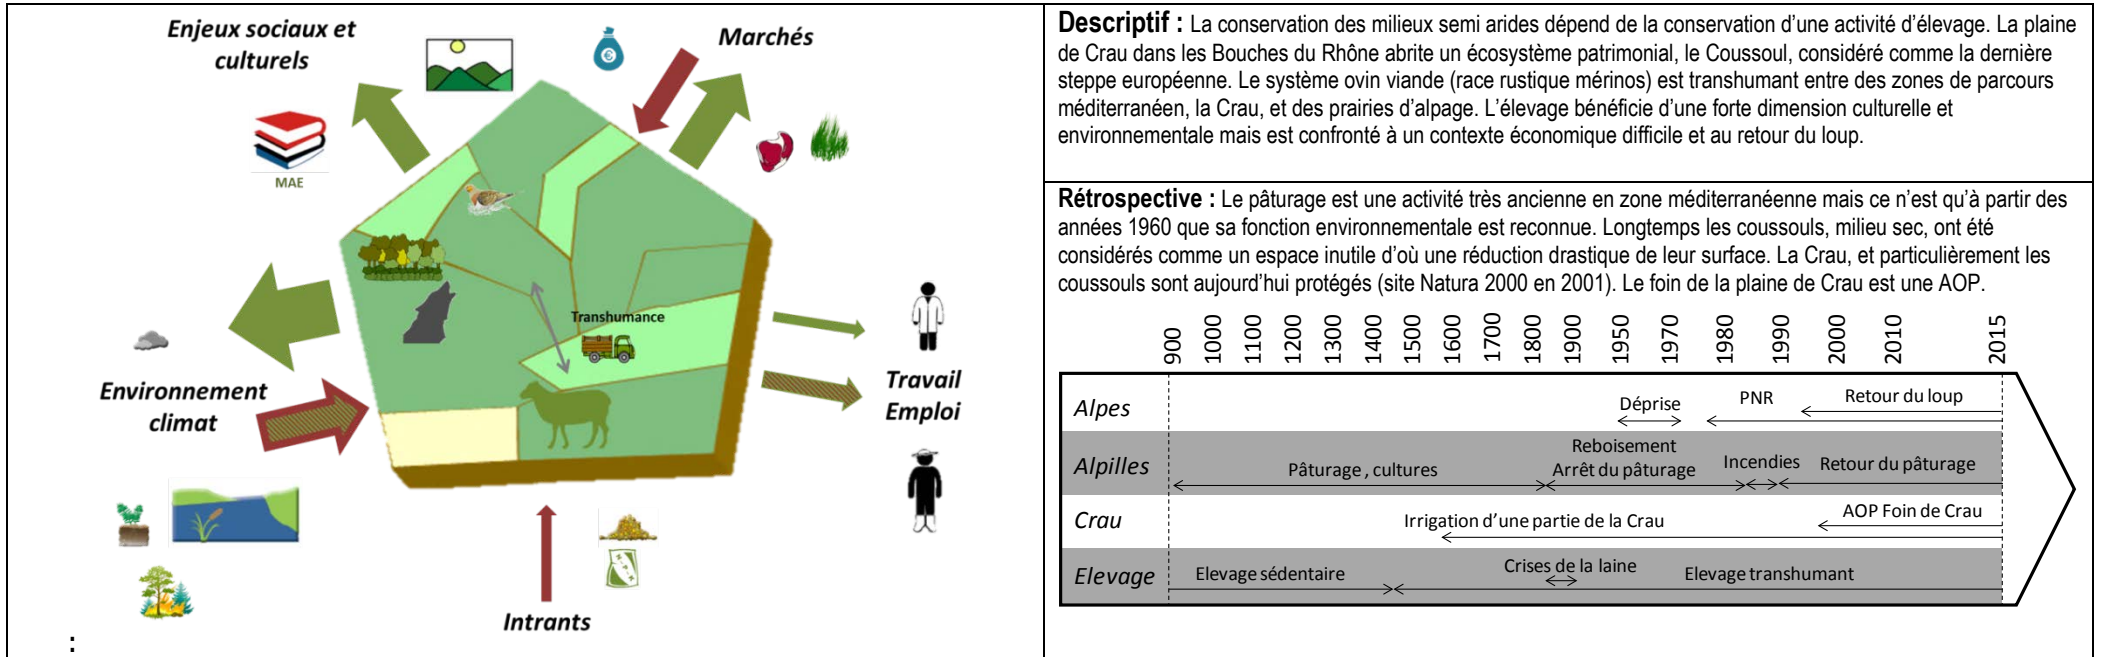 Enjeux sociaux et
culturels
Marchés
MAE
Transhumance
Environnement
climat
Travail
Emploi
Intrants
:
Descriptif : La conservation des milieux semi arides dépend de la conservation d’une activité d’élevage. La plaine
de Crau dans les Bouches du Rhône abrite un écosystème patrimonial, le Coussoul, considéré comme la dernière
steppe européenne. Le système ovin viande (race rustique mérinos) est transhumant entre des zones de parcours
méditerranéen, la Crau, et des prairies d’alpage. L’élevage bénéficie d’une forte dimension culturelle et
environnementale mais est confronté à un contexte économique difficile et au retour du loup.
Rétrospective : Le pâturage est une activité très ancienne en zone méditerranéenne mais ce n’est qu’à partir des
années 1960 que sa fonction environnementale est reconnue. Longtemps les coussouls, milieu sec, ont été
considérés comme un espace inutile d’où une réduction drastique de leur surface. La Crau, et particulièrement les
coussouls sont aujourd’hui protégés (site Natura 2000 en 2001). Le foin de la plaine de Crau est une AOP.
900 1000 1100 1200 1300 1400 1500 1600 1700 1800 1900 1950 1970 1980 1990 2000 2010 2015
Alpes
Déprise
PNR
Retour du loup
Alpilles
Pâturage , cultures
Reboisement
Arrêt du pâturage
Incendies
Retour du pâturage
Crau
Irrigation d’une partie de la Crau
AOP Foin de Crau
Elevage
Elevage sédentaire
Crises de la laine
Elevage transhumant